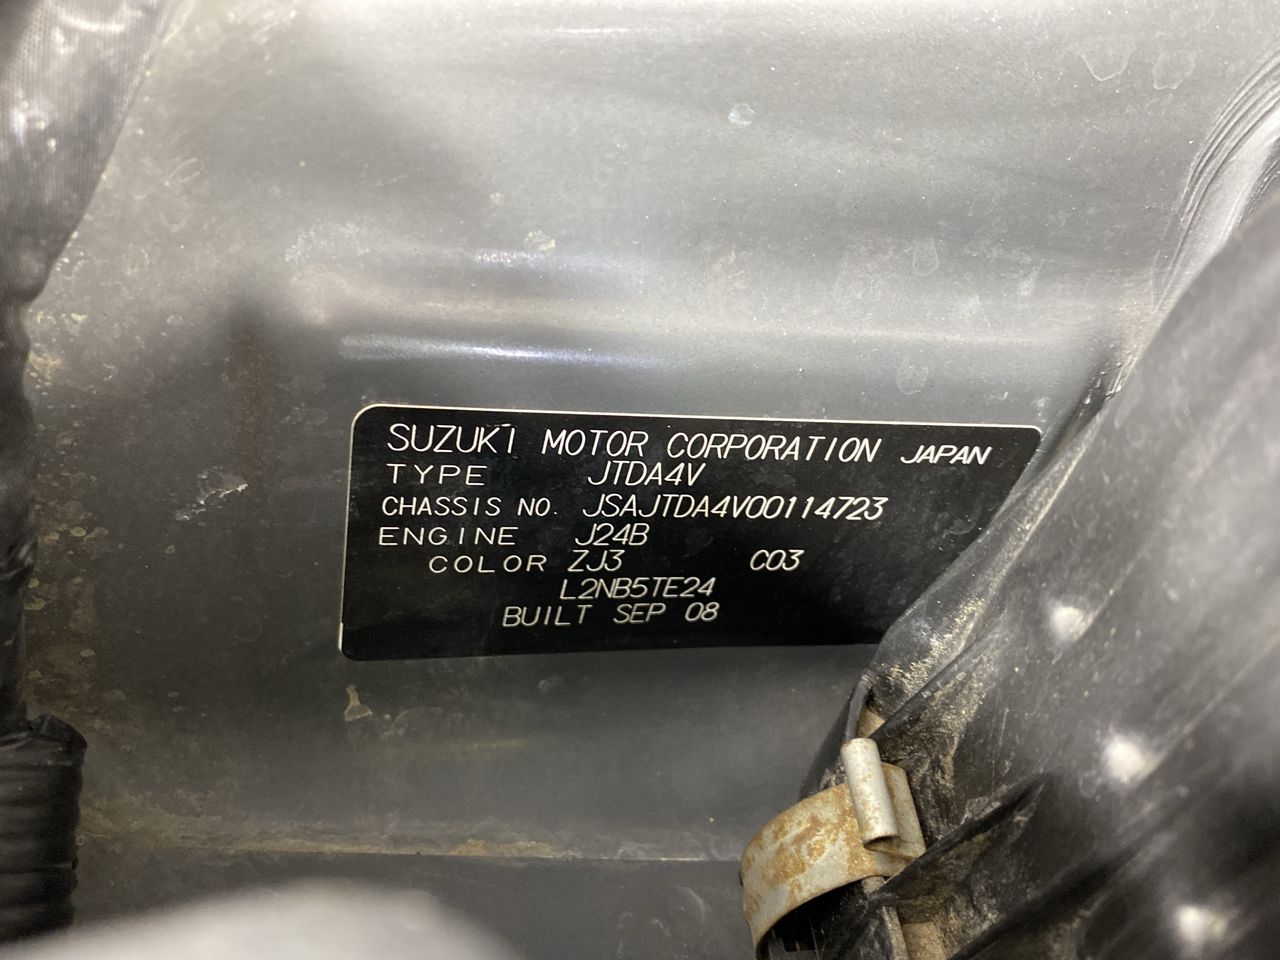 SUZUKI MOTOR CORPORATION JAPAN
TYPE JTDA4V
CHASSIS NO. JSAJTDA4V00114723
ENGINE J24B
COLOR ZJ3 C03
L2NB5TE24
BUILT SEP 08